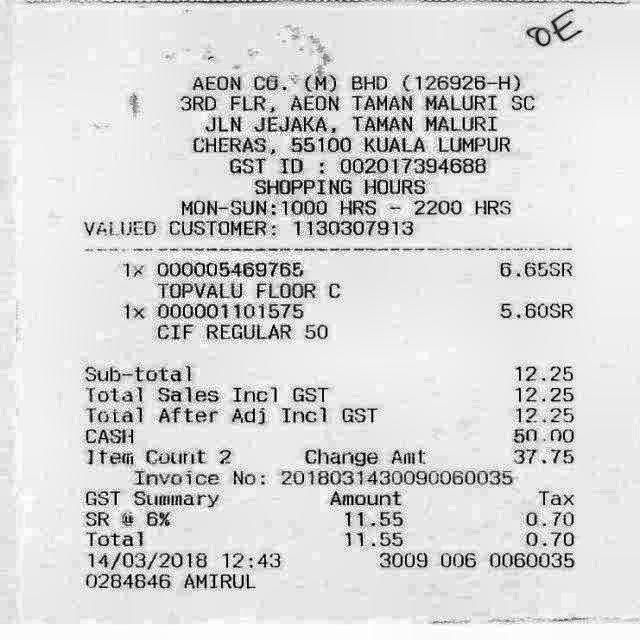 OE
AEON CO. (M) BHD (126926-H)
3RD FLR, AEON TAMAN MALURI SC
JLN JEJAKA, TAMAN MALURI
CHERAS, 55100 KUALA LUMPUR
GST ID : 002017394688
SHOPPING HOURS
MON-SUN:1000 HRS - 2200 HRS
VALUED CUSTOMER: 1130307913
1x 000005469765 6.65SR
TOPVALU FLOOR C
1x 000001101575 5.60SR
CIF REGULAR 50
Sub-total 12.25
Total Sales Incl GST 12.25
Total After Adj Incl GST 12.25
CASH 50.00
Item Count 2 Change Amt 37.75
Invoice No: 2018031430090060035
GST Summary Amount Tax
SR @ 6% 11.55 0.70
Total 11.55 0.70
14/03/2018 12:43 3009 006 0060035
0284846 AMIRUL